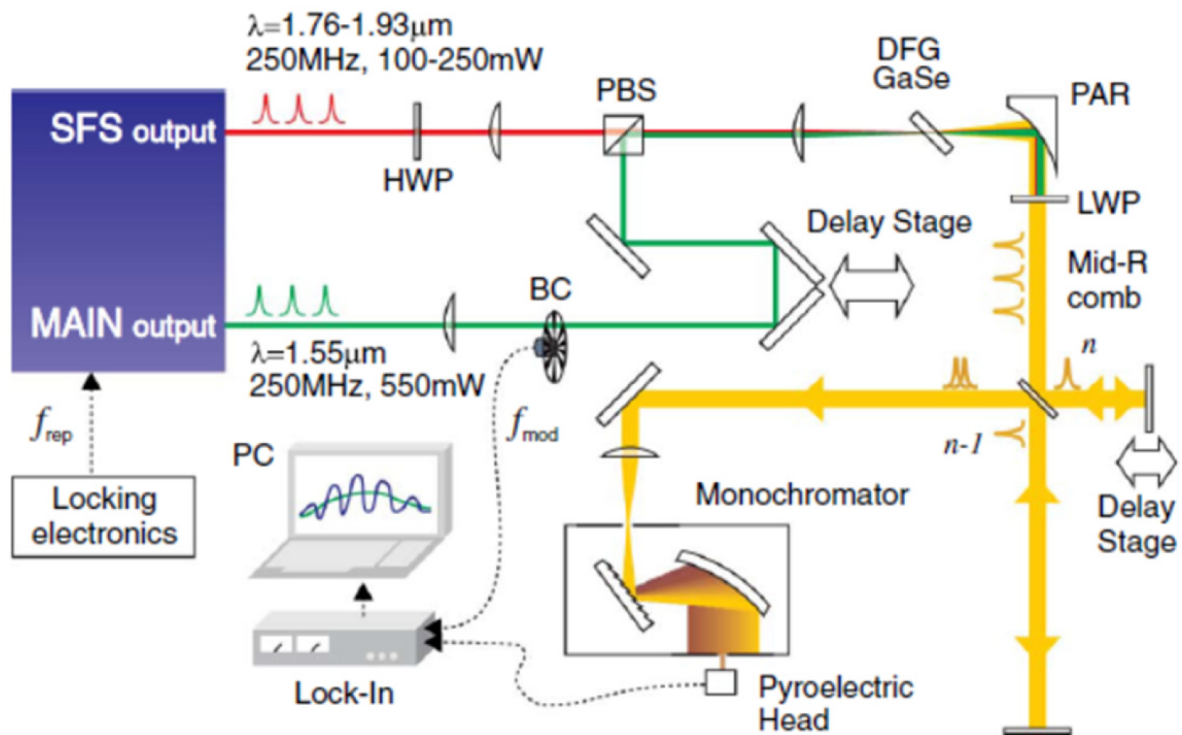 λ=1.76-1.93μm
250MHz, 100-250mW
SFS output
HWP
PBS
DFG
GaSe
PAR
LWP
Delay Stage
Mid-R
comb
MAIN output
λ=1.55μm
250MHz, 550mW
BC
n
f_rep
f_mod
n-1
PC
Locking
electronics
Monochromator
Delay
Stage
Lock-In
Pyroelectric
Head